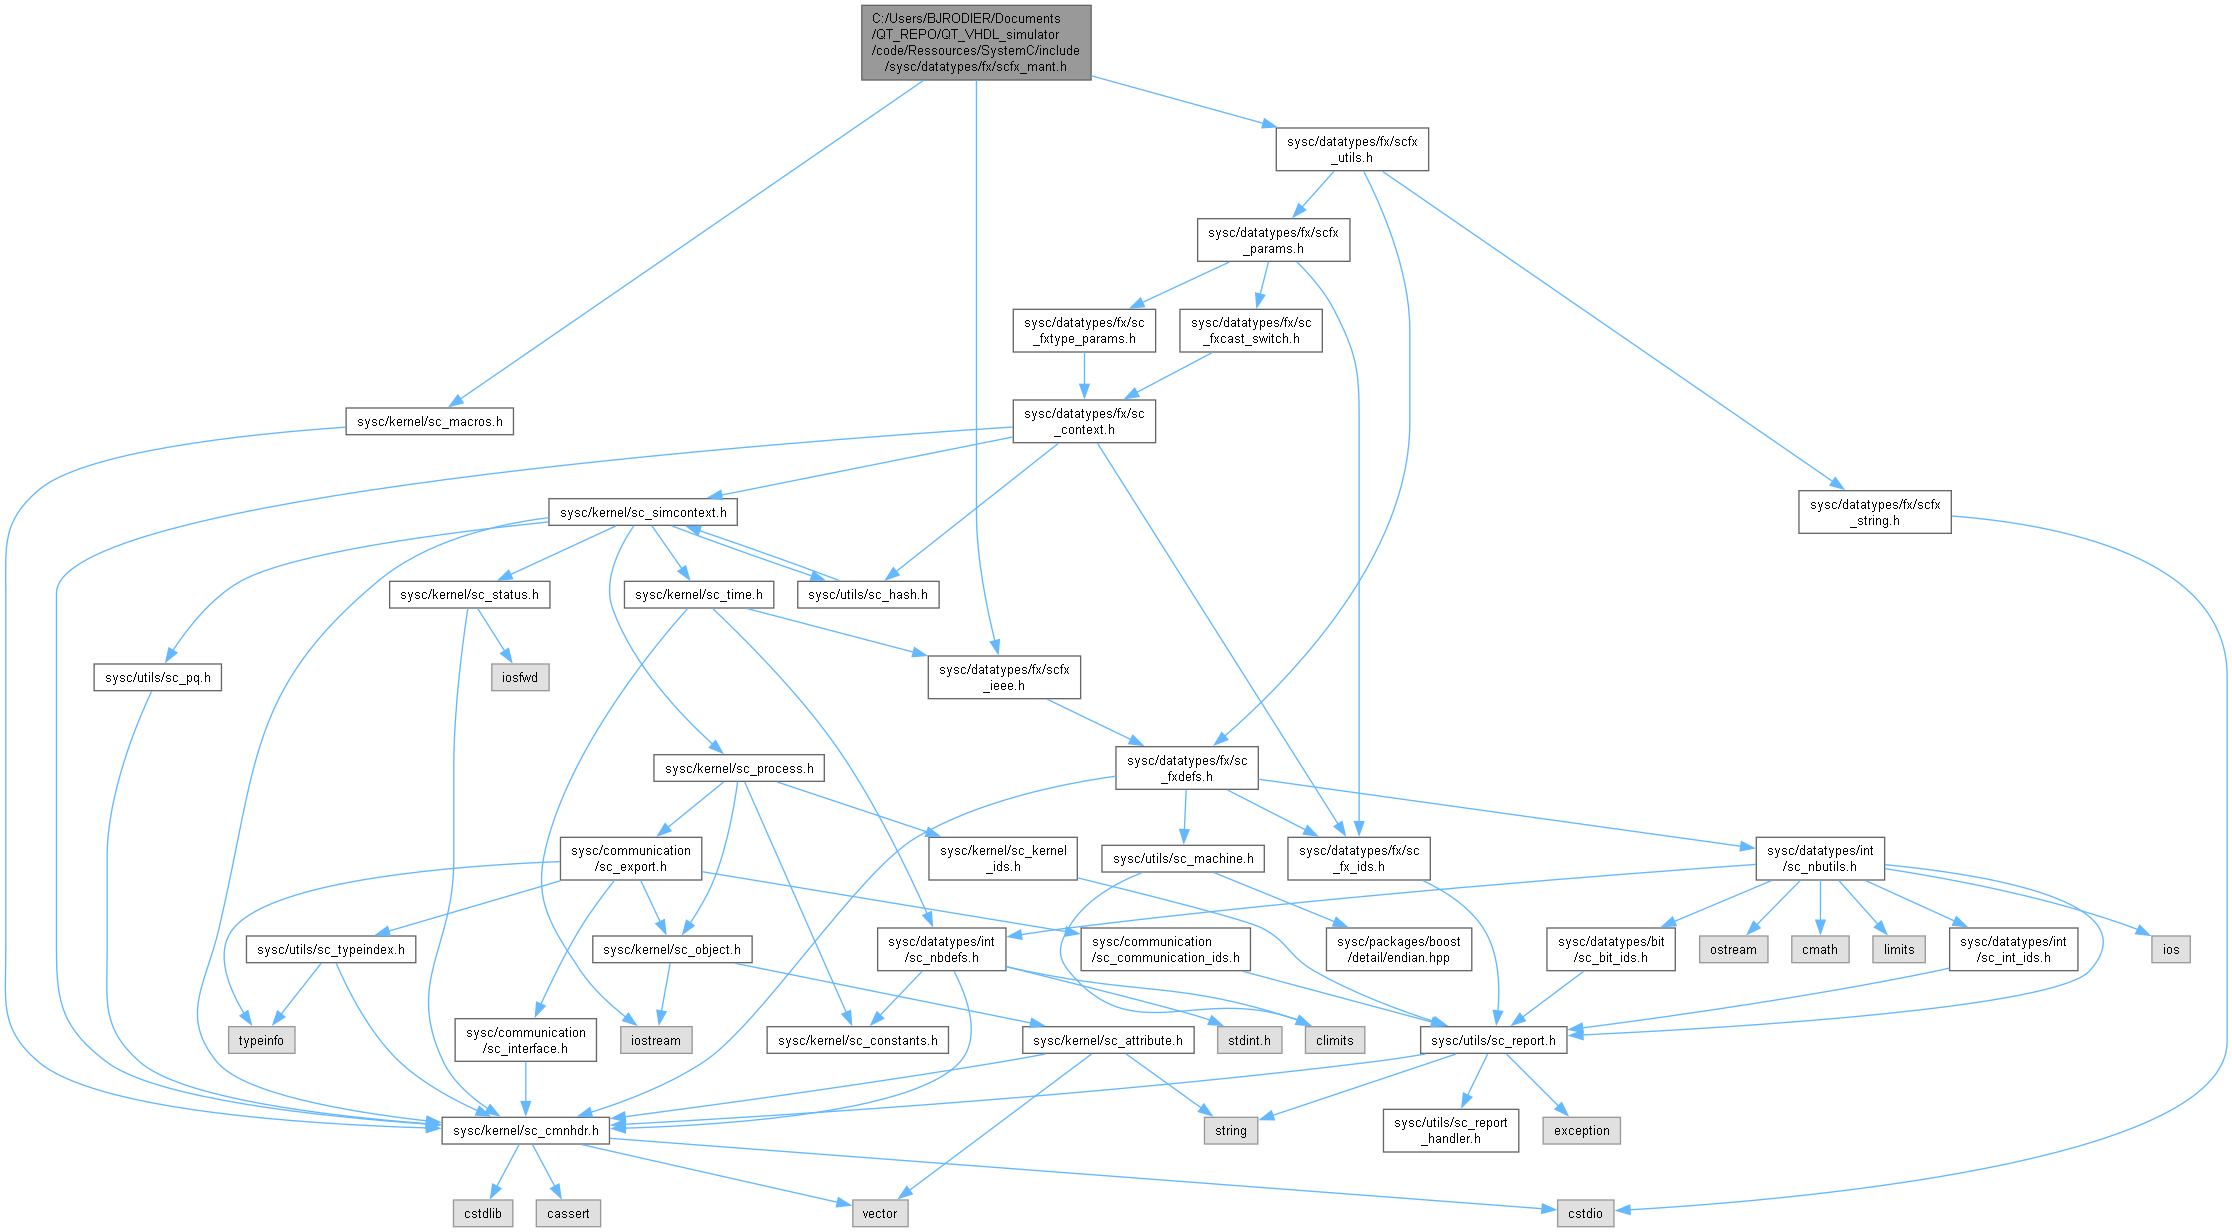 C:/Users/BJRODIER/Documents
/QT_REPO/QT_VHDL_simulator
/code/Ressources/SystemC/include
/sysc/datatypes/fx/scfx_mant.h
sysc/datatypes/fx/scfx
_utils.h
sysc/datatypes/fx/scfx
_params.h
sysc/datatypes/fx/sc
_fxtype_params.h
sysc/datatypes/fx/sc
_fxcast_switch.h
sysc/kernel/sc_macros.h
sysc/datatypes/fx/sc
_context.h
sysc/kernel/sc_simcontext.h
sysc/datatypes/fx/scfx
_string.h
sysc/kernel/sc_status.h
sysc/kernel/sc_time.h
sysc/utils/sc_hash.h
sysc/utils/sc_pq.h
iosfwd
sysc/datatypes/fx/scfx
_ieee.h
sysc/kernel/sc_process.h
sysc/datatypes/fx/sc
_fxdefs.h
sysc/communication
/sc_export.h
sysc/kernel/sc_kernel
_ids.h
sysc/utils/sc_machine.h
sysc/datatypes/fx/sc
_fx_ids.h
sysc/datatypes/int
/sc_nbutils.h
sysc/utils/sc_typeindex.h
sysc/kernel/sc_object.h
sysc/datatypes/int
/sc_nbdefs.h
sysc/communication
/sc_communication_ids.h
sysc/packages/boost
/detail/endian.hpp
sysc/datatypes/bit
/sc_bit_ids.h
ostream
cmath
limits
sysc/datatypes/int
/sc_int_ids.h
ios
typeinfo
sysc/communication
/sc_interface.h
iostream
sysc/kernel/sc_constants.h
sysc/kernel/sc_attribute.h
stdint.h
climits
sysc/utils/sc_report.h
sysc/kernel/sc_cmnhdr.h
string
sysc/utils/sc_report
_handler.h
exception
cstdlib
cassert
vector
cstdio